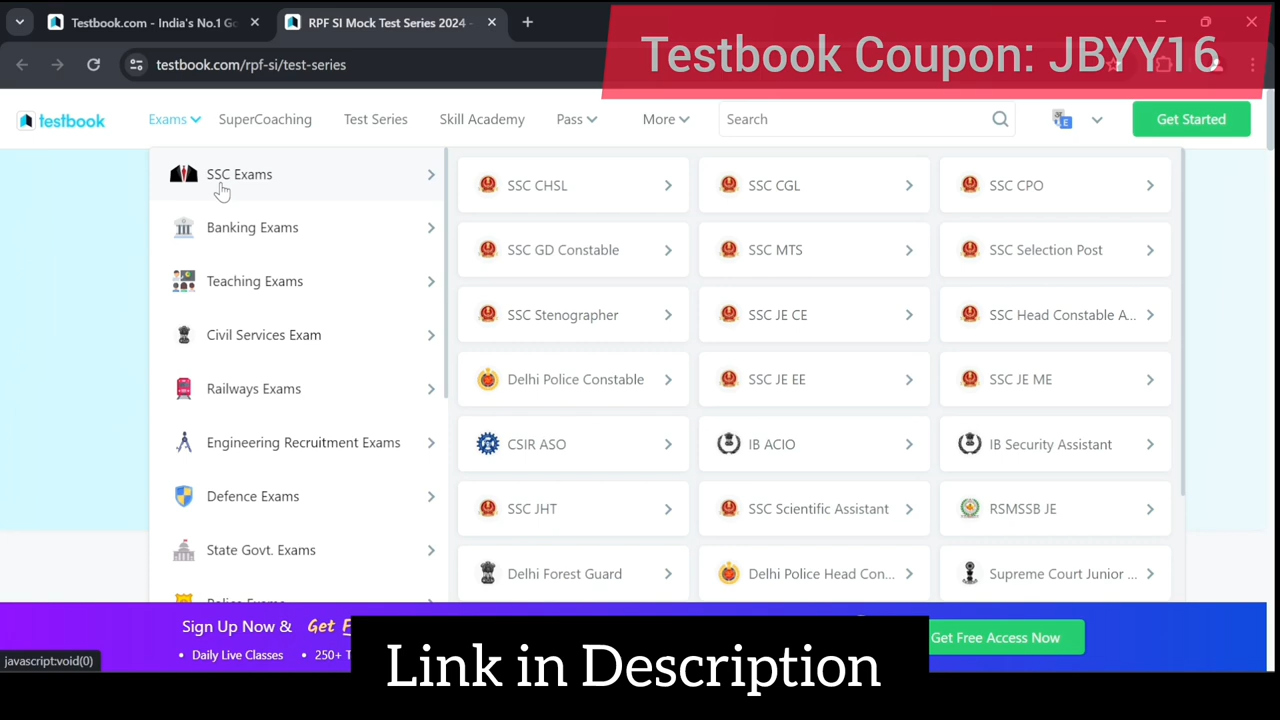 Testbook.com - India's No.1 Go
RPF SI Mock Test Series 2024 -
Testbook Coupon: JBYY16
testbook.com/rpf-si/test-series
testbook
Exams
SuperCoaching
Test Series
Skill Academy
Pass
More
Search
E
Get Started
SSC Exams
Banking Exams
Teaching Exams
Civil Services Exam
Railways Exams
Engineering Recruitment Exams
Defence Exams
State Govt. Exams
Police Exams
SSC CHSL
SSC CGL
SSC CPO
SSC GD Constable
SSC MTS
SSC Selection Post
SSC Stenographer
SSC JE CE
SSC Head Constable A...
Delhi Police Constable
SSC JE EE
SSC JE ME
CSIR ASO
IB ACIO
IB Security Assistant
SSC JHT
SSC Scientific Assistant
RSMSSB JE
Delhi Forest Guard
Delhi Police Head Con...
Supreme Court Junior ...
Sign Up Now & Get
• Daily Live Classes • 250+
Get Free Access Now
javascript:void(0)
Link in Description